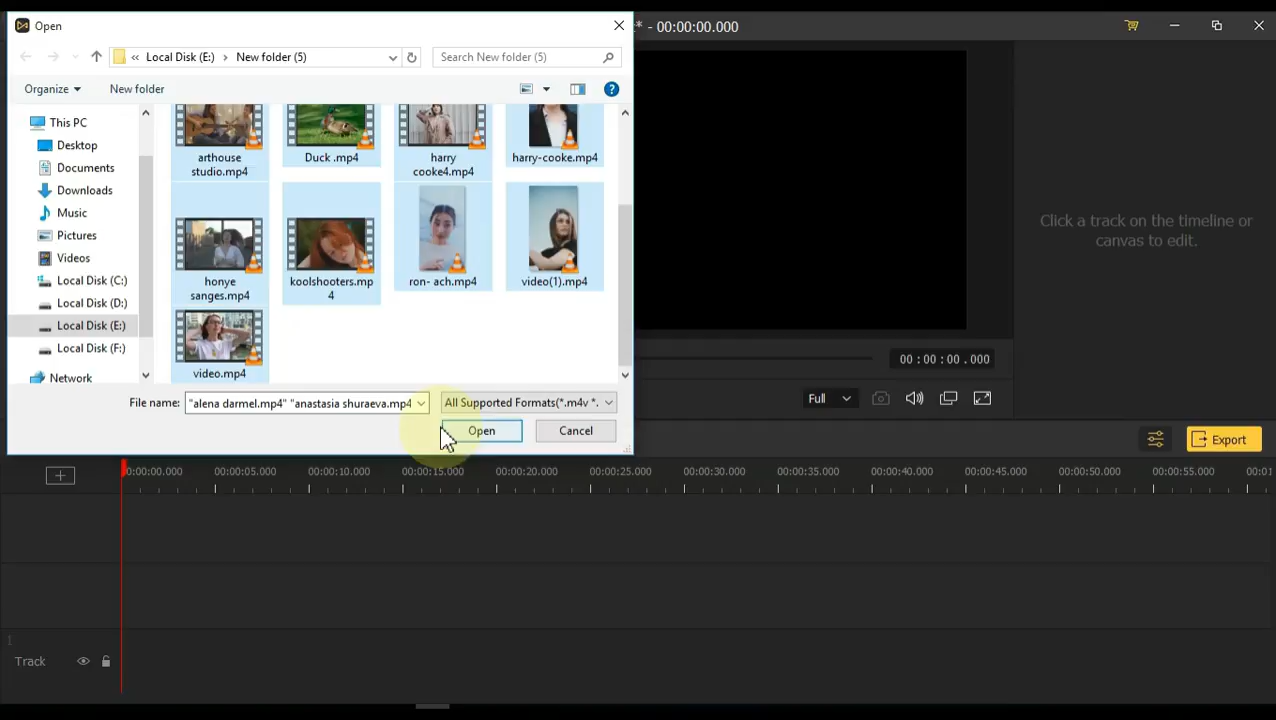 Open
* - 00:00:00.000
Local Disk (E:)
New folder (5)
Search New folder (5)
Organize
New folder
This PC
Desktop
Documents
Downloads
Music
Pictures
Videos
Local Disk (C:)
Local Disk (D:)
Local Disk (E:)
Local Disk (F:)
Network
arthouse
studio.mp4
Duck .mp4
harry
cooke4.mp4
harry-cooke.mp4
honye
sanges.mp4
koolshooters.mp
4
ron- ach.mp4
video(1).mp4
video.mp4
File name:
"alena darmel.mp4" "anastasia shuraeva.mp4
All Supported Formats(*.m4v *.
Open
Cancel
Click a track on the timeline or
canvas to edit.
00 : 00 : 00 . 000
Full
Export
00:00:00.000
00:00:05.000
00:00:10.000
00:00:15.000
00:00:20.000
00:00:25.000
00:00:30.000
00:00:35.000
00:00:40.000
00:00:45.000
00:00:50.000
00:00:55.000
00:01
1
Track